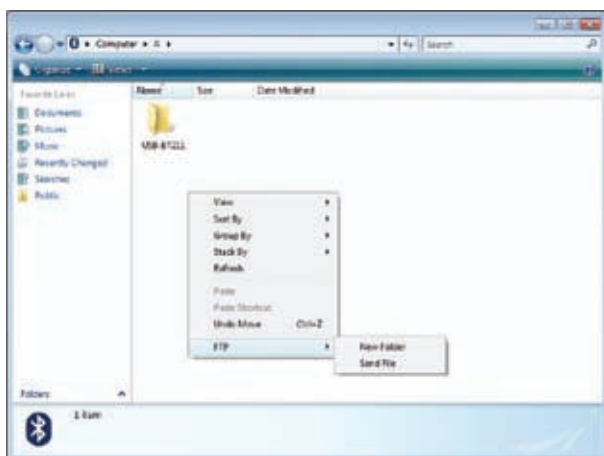 Computer
Search
Organize Views
Favorite Links
Name Size Date Modified
Documents
Pictures
Music
Recently Changed
Searches
Public
View
Sort By
Group By
Stack By
Refresh
Paste
Paste Shortcut
Undo Move Ctrl+Z
FTP
New Folder
Send File
Folders
1 item